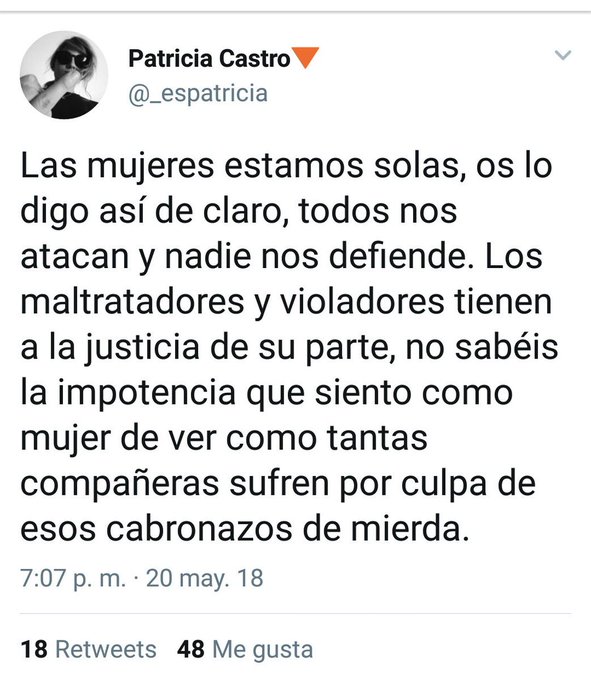 Patricia Castro
@_espatricia
Las mujeres estamos solas, os lo
digo así de claro, todos nos
atacan y nadie nos defiende. Los
maltratadores y violadores tienen
a la justicia de su parte, no sabéis
la impotencia que siento como
mujer de ver como tantas
compañeras sufren por culpa de
esos cabronazos de mierda.
7:07 p. m. · 20 may. 18
18 Retweets 48 Me gusta